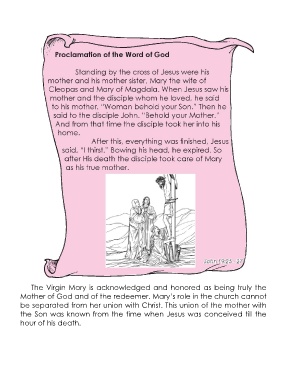 Proclamation of the Word of God
Standing by the cross of Jesus were his
mother and his mother sister, Mary the wife of
Cleopas and Mary of Magdala. When Jesus saw his
mother and the disciple whom he loved, he said
to his mother, "Woman behold your Son." Then he
said to the disciple John, "Behold your Mother."
And from that time the disciple took her into his
home.
After this, everything was finished, Jesus
said, "I thirst." Bowing his head, he expired. So
after His death the disciple took care of Mary
as his true mother.
The Virgin Mary is acknowledged and honored as being truly the
Mother of God and of the redeemer. Mary's role in the church cannot
be separated from her union with Christ. This union of the mother with
the Son was known from the time when Jesus was conceived till the
hour of his death.